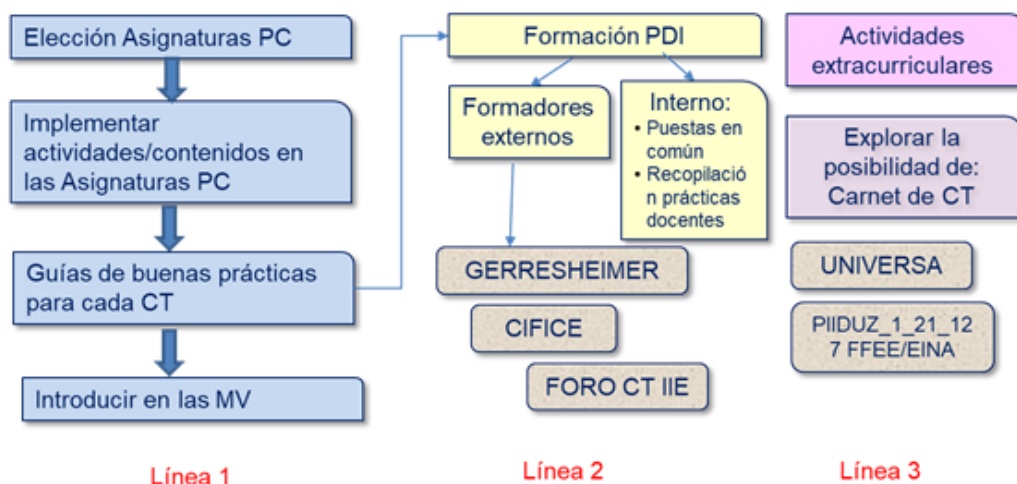 Elección Asignaturas PC
Implementar
actividades/contenidos en
las Asignaturas PC
Guías de buenas prácticas
para cada CT
Introducir en las MV
Línea 1
Formación PDI
Formadores
externos
Interno:
• Puestas en
común
• Recopilació
n prácticas
docentes
GERRESHEIMER
CIFICE
FORO CT IIE
Línea 2
Actividades
extracurriculares
Explorar la
posibilidad de:
Carnet de CT
UNIVERSA
PIIDUZ_1_21_12
7 FFEE/EINA
Línea 3